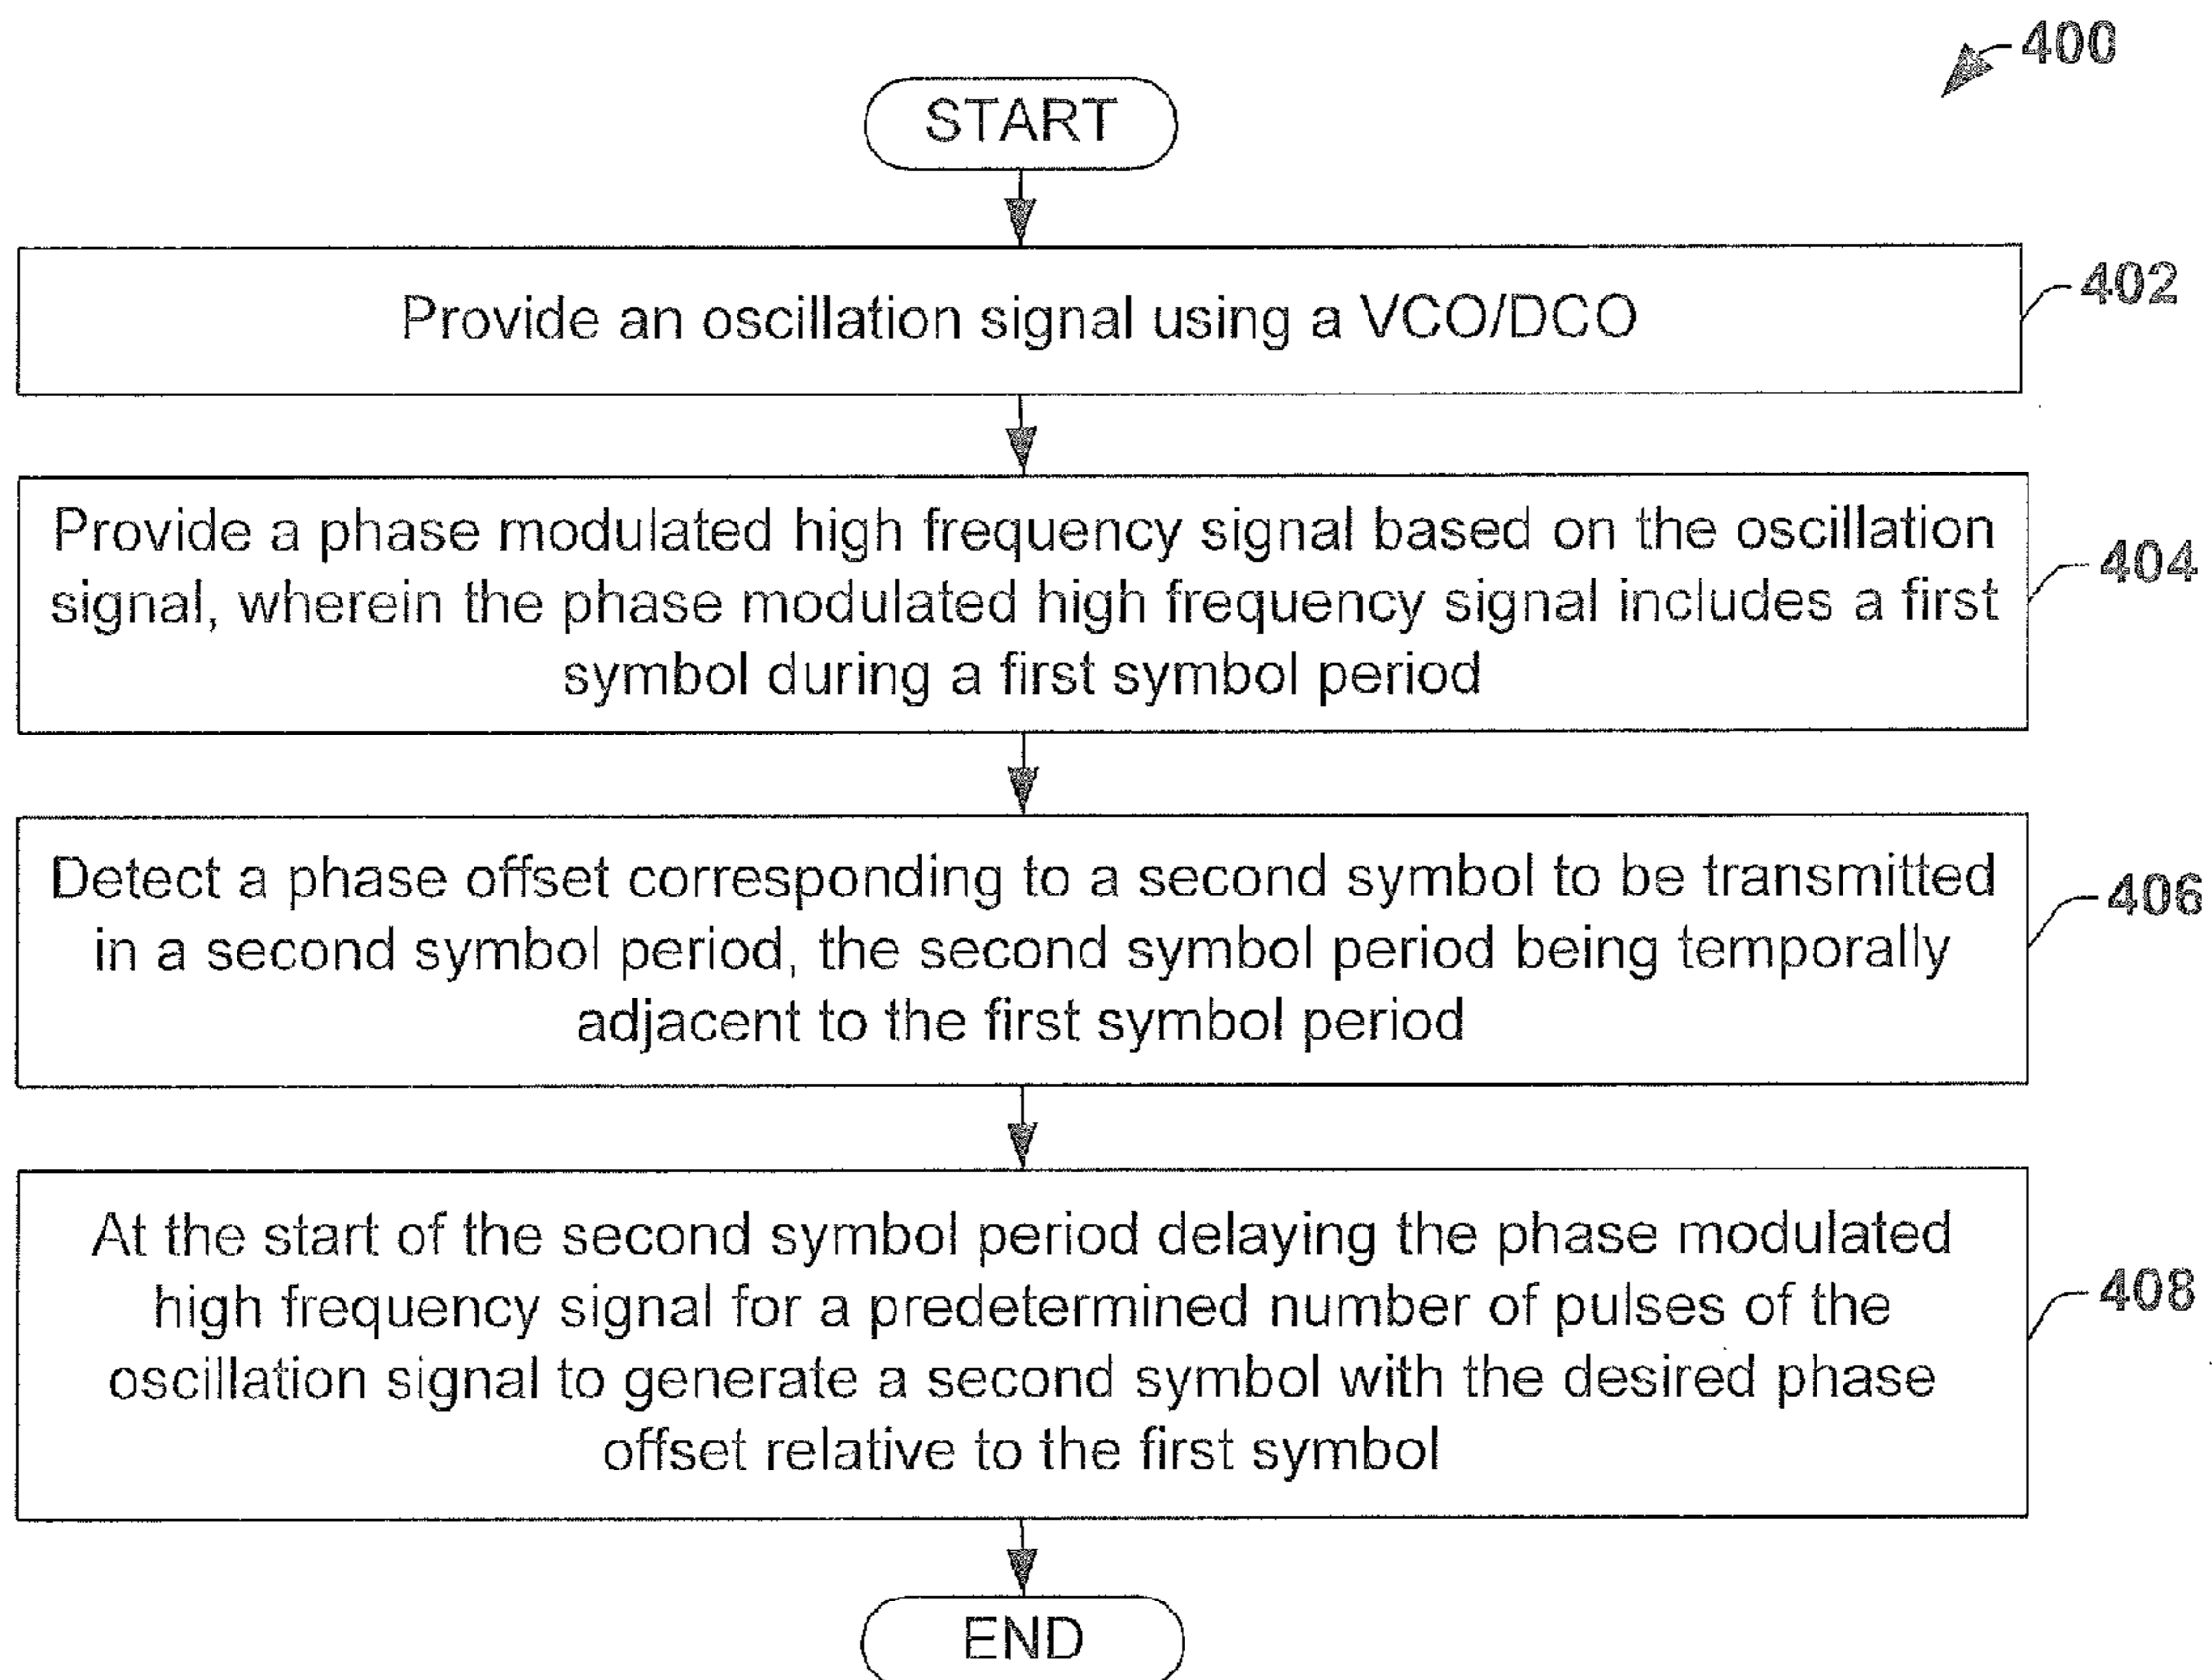 400
START
Provide an oscillation signal using a VCO/DCO
402
Provide a phase modulated high frequency signal based on the oscillation
signal, wherein the phase modulated high frequency signal includes a first
symbol during a first symbol period
404
Detect a phase offset corresponding to a second symbol to be transmitted
in a second symbol period, the second symbol period being temporally
adjacent to the first symbol period
406
At the start of the second symbol period delaying the phase modulated
high frequency signal for a predetermined number of pulses of the
oscillation signal to generate a second symbol with the desired phase
offset relative to the first symbol
408
END